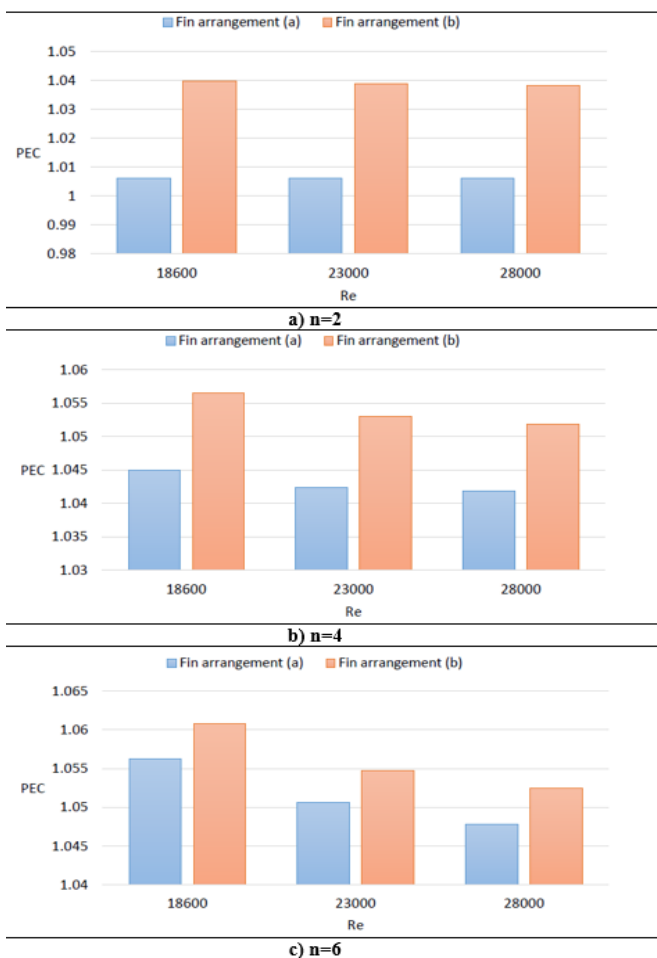 Fin arrangement (a) Fin arrangement (b)
1.05
1.04
1.03
1.02
PEC
1.01
1
0.99
0.98
18600 23000 28000
Re
a) n=2
Fin arrangement (a) Fin arrangement (b)
1.06
1.055
1.05
PEC 1.045
1.04
1.035
1.03
18600 23000 28000
Re
b) n=4
Fin arrangement (a) Fin arrangement (b)
1.065
1.06
1.055
PEC
1.05
1.045
1.04
18600 23000 28000
Re
c) n=6